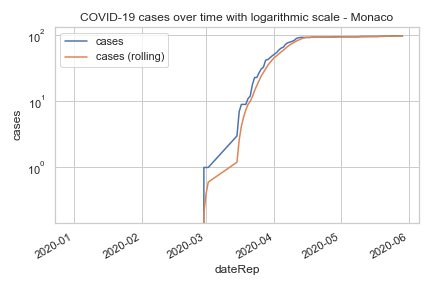 COVID-19 cases over time with logarithmic scale - Monaco
cases
cases (rolling)
10²
10¹
10⁰
cases
2020-01
2020-02
2020-03
2020-04
2020-05
2020-06
dateRep